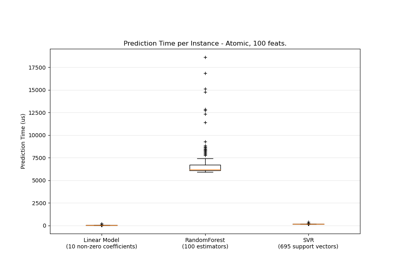 Prediction Time per Instance - Atomic, 100 feats.
17500
15000
12500
10000
7500
5000
2500
0
Prediction Time (us)
Linear Model
(10 non-zero coefficients)
RandomForest
(100 estimators)
SVR
(695 support vectors)